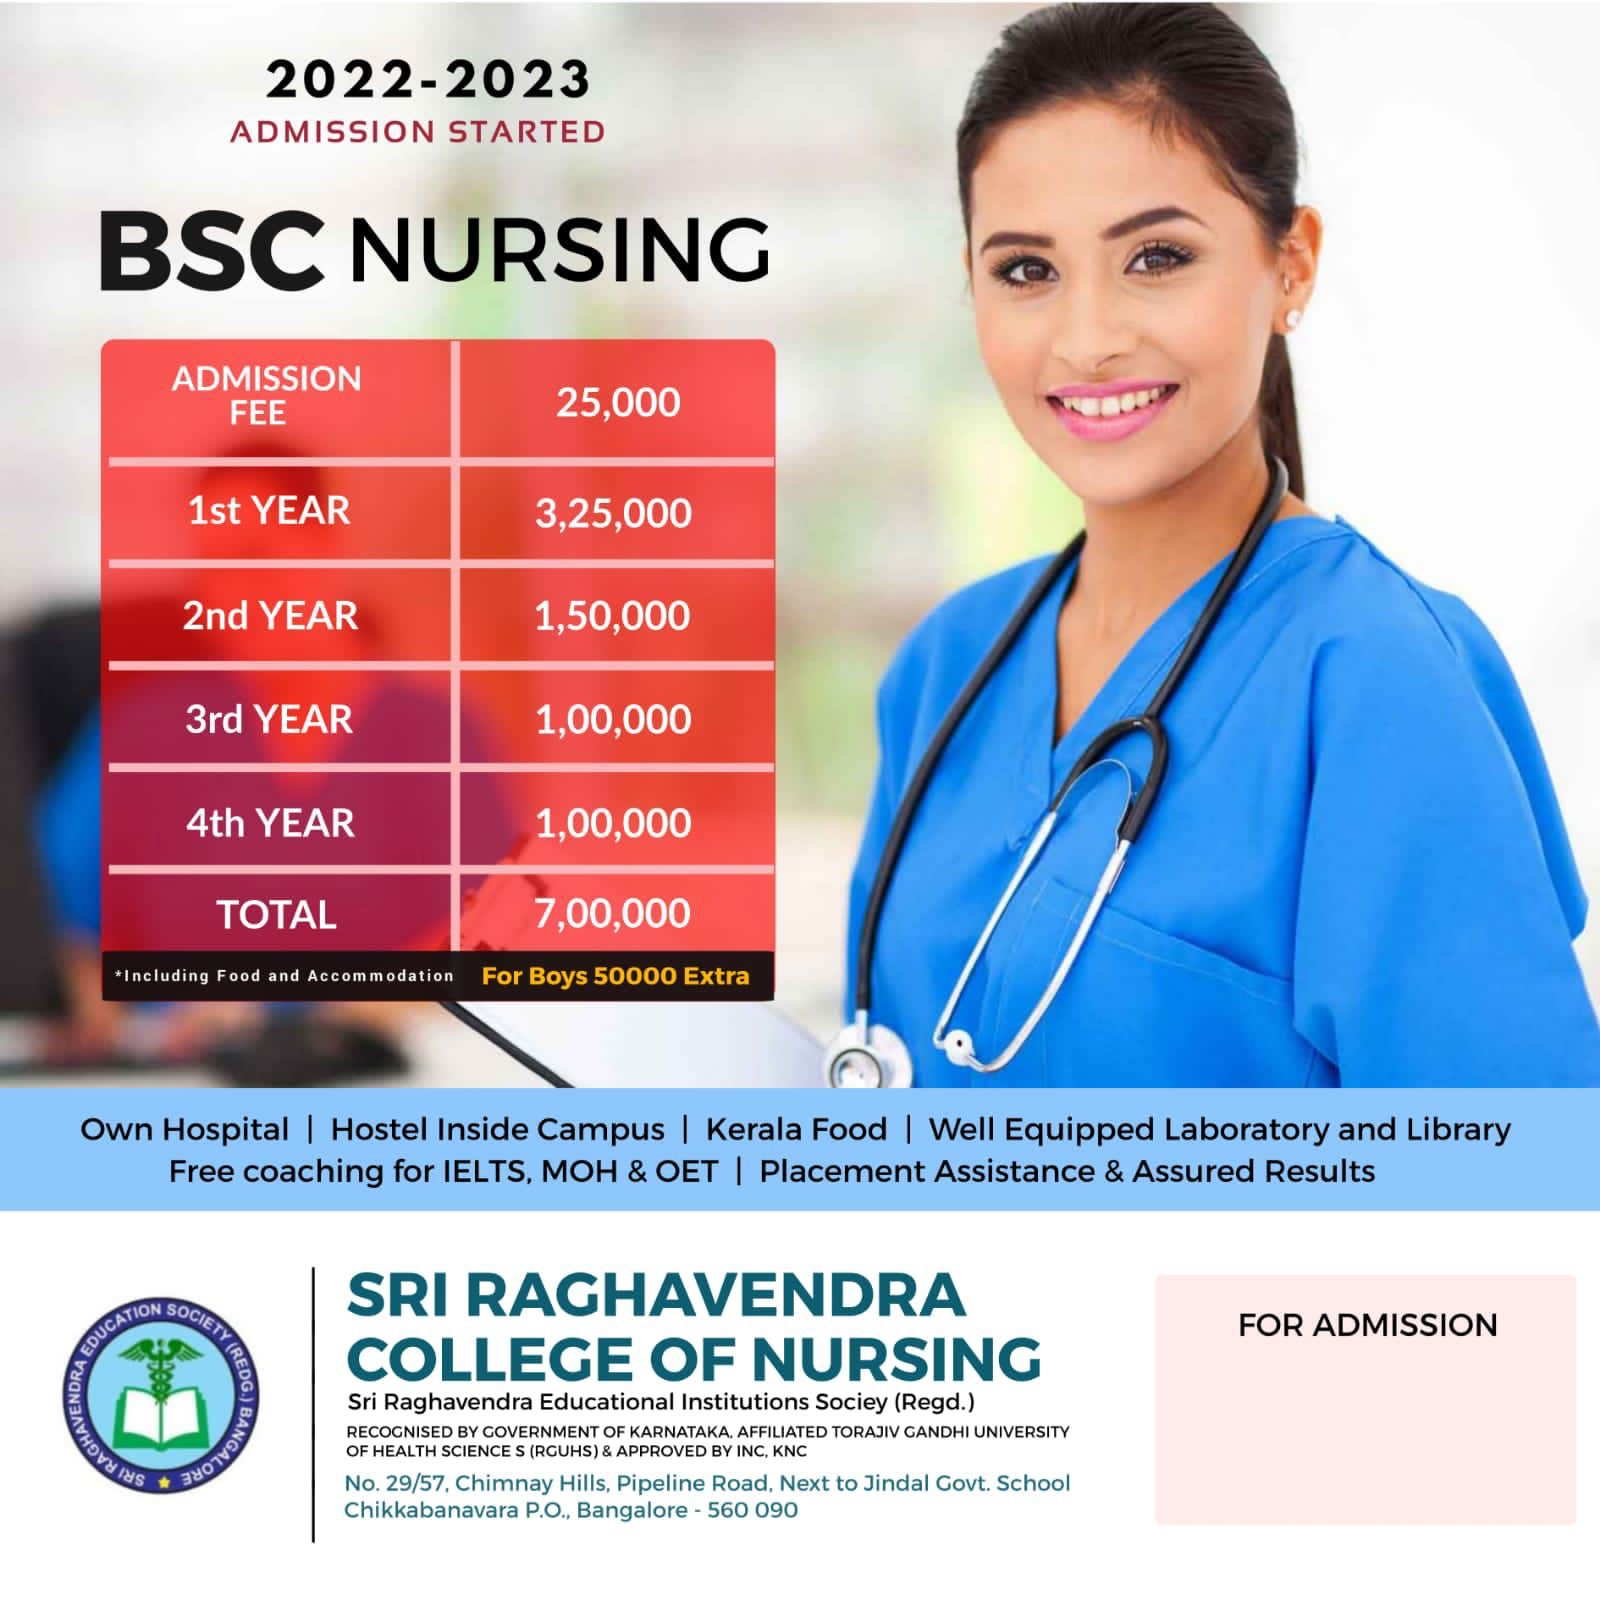 2022-2023
ADMISSION STARTED
BSC NURSING
ADMISSION
FEE
25,000
1st YEAR
3,25,000
2nd YEAR
1,50,000
3rd YEAR
1,00,000
4th YEAR
1,00,000
TOTAL
7,00,000
*Including Food and Accommodation
For Boys 50000 Extra
Own Hospital | Hostel Inside Campus | Kerala Food | Well Equipped Laboratory and Library
Free coaching for IELTS, MOH & OET | Placement Assistance & Assured Results
SRI RAGHAVENDRA EDUCATION SOCIETY (REDG.) BANGALORE
SRN
SRI RAGHAVENDRA
COLLEGE OF NURSING
Sri Raghavendra Educational Institutions Sociey (Regd.)
RECOGNISED BY GOVERNMENT OF KARNATAKA, AFFILIATED TORAJIV GANDHI UNIVERSITY
OF HEALTH SCIENCE S (RGUHS) & APPROVED BY INC, KNC
No. 29/57, Chimnay Hills, Pipeline Road, Next to Jindal Govt. School
Chikkabanavara P.O., Bangalore - 560 090
FOR ADMISSION